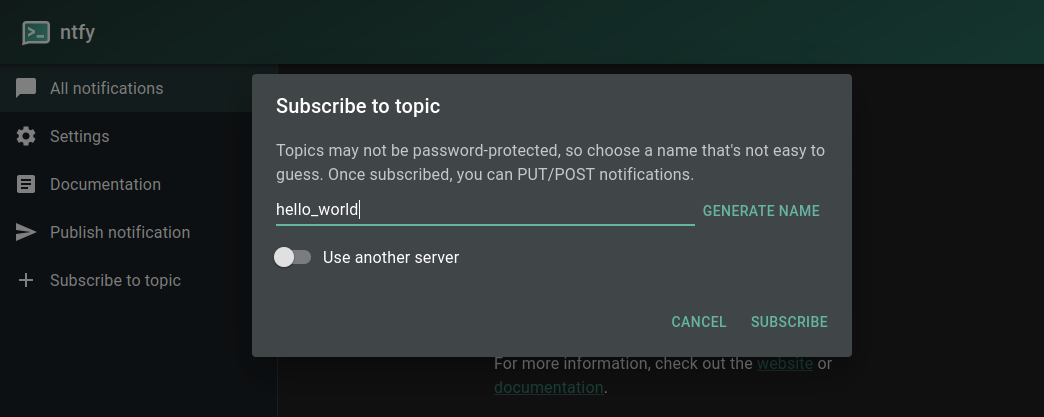 ntfy
All notifications
Settings
Documentation
Publish notification
Subscribe to topic
Subscribe to topic
Topics may not be password-protected, so choose a name that's not easy to
guess. Once subscribed, you can PUT/POST notifications.
hello_world
GENERATE NAME
Use another server
CANCEL
SUBSCRIBE
For more information, check out the website or
documentation.